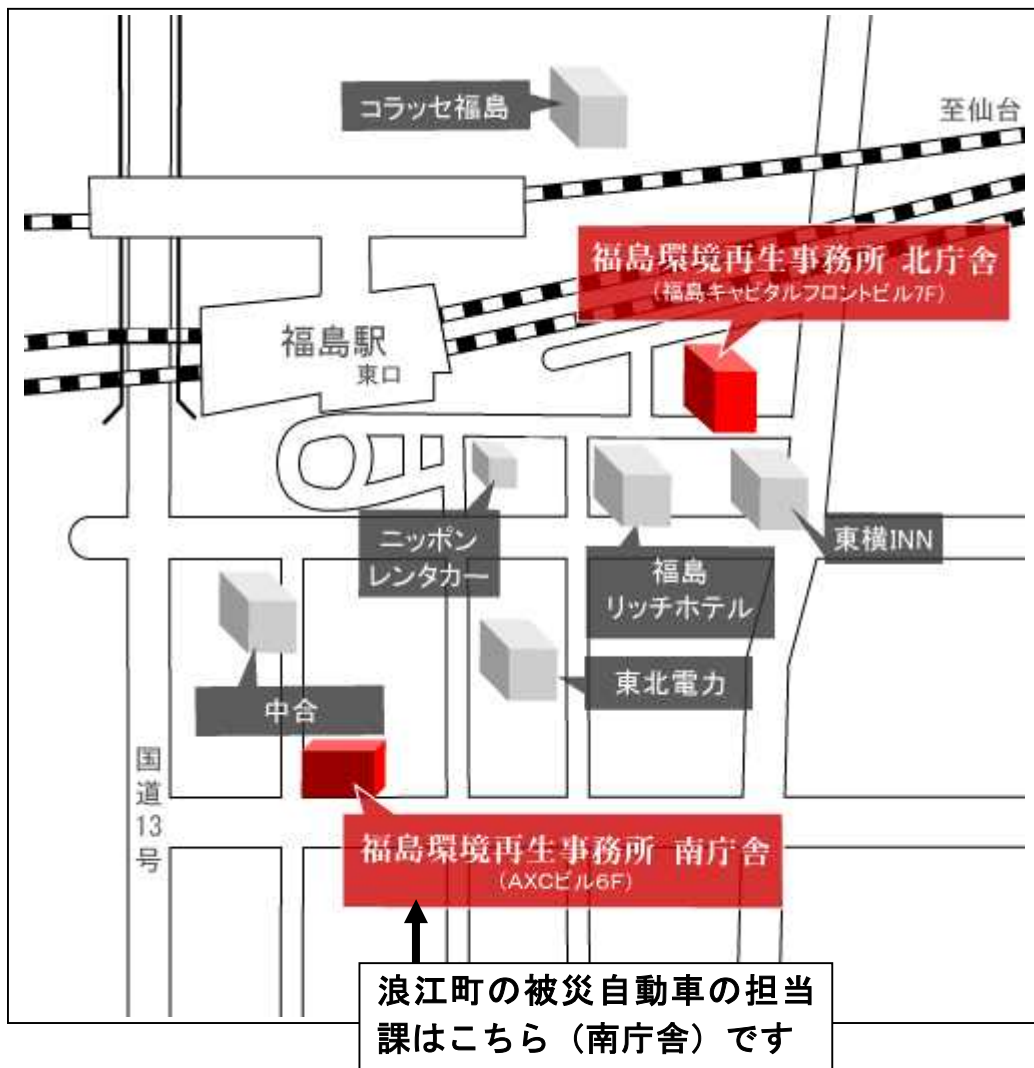 コラッセ福島
至仙台
福島環境再生事務所 北庁舎
(福島キャピタルフロントビル7F)
福島駅
東口
ニッポン
レンタカー
福島
リッチホテル
東横INN
中合
東北電力
国道13号
福島環境再生事務所 南庁舎
(AXCビル6F)
浪江町の被災自動車の担当
課はこちら（南庁舎）です